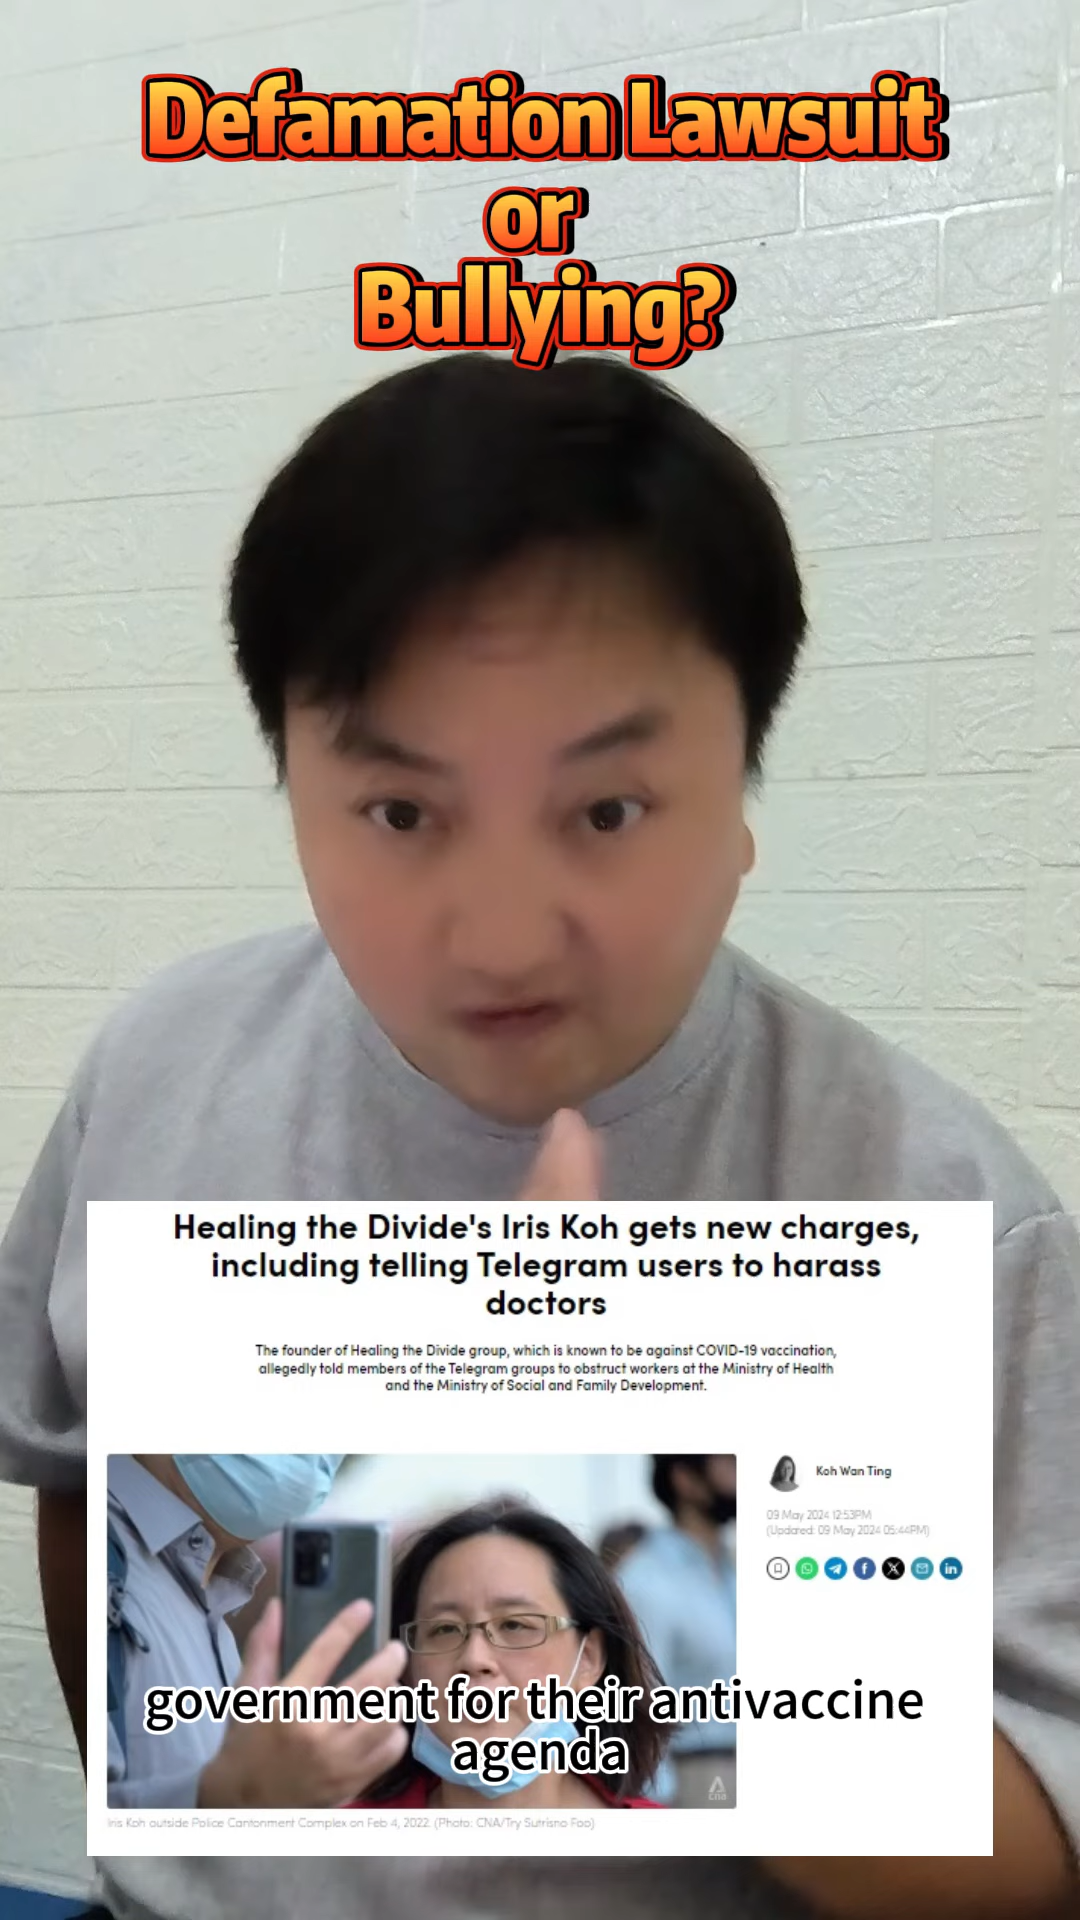 Defamation Lawsuit
or
Bullying?
Healing the Divide's Iris Koh gets new charges,
including telling Telegram users to harass
doctors
The founder of Healing the Divide group, which is known to be against COVID-19 vaccination,
allegedly told members of the Telegram groups to obstruct workers at the Ministry of Health
and the Ministry of Social and Family Development.
Koh Wan Ting
09 May 2024 12:53PM
(Updated: 09 May 2024 05:44PM)
government for their antivaccine
agenda
cna
Iris Koh outside Police Cantonment Complex on Feb 4, 2022. (Photo: CNA/Try Sutrisno Foo)